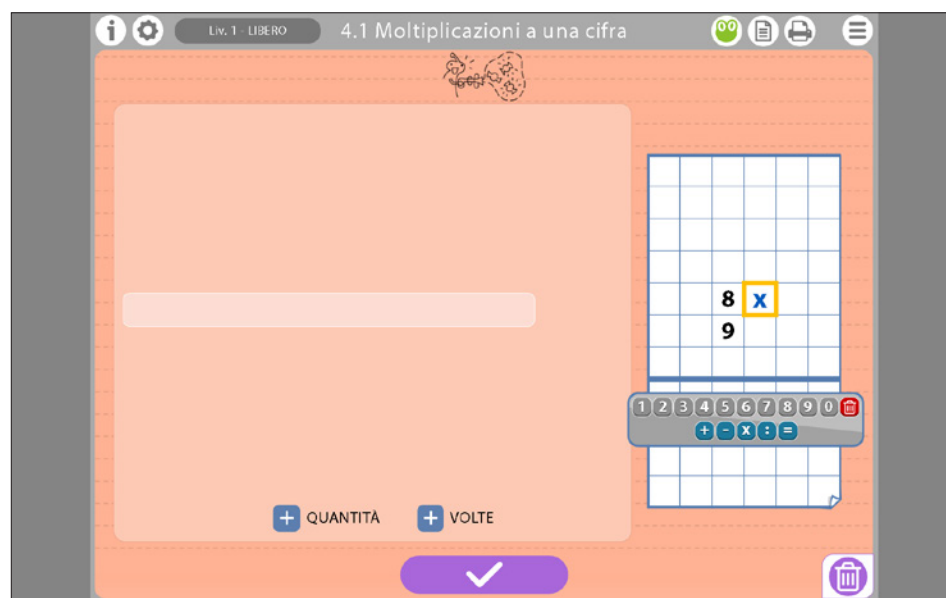 i Liv. 1 - LIBERO 4.1 Moltiplicazioni a una cifra
8 x
9
1 2 3 4 5 6 7 8 9 0
+ - x : =
+ QUANTITÀ + VOLTE